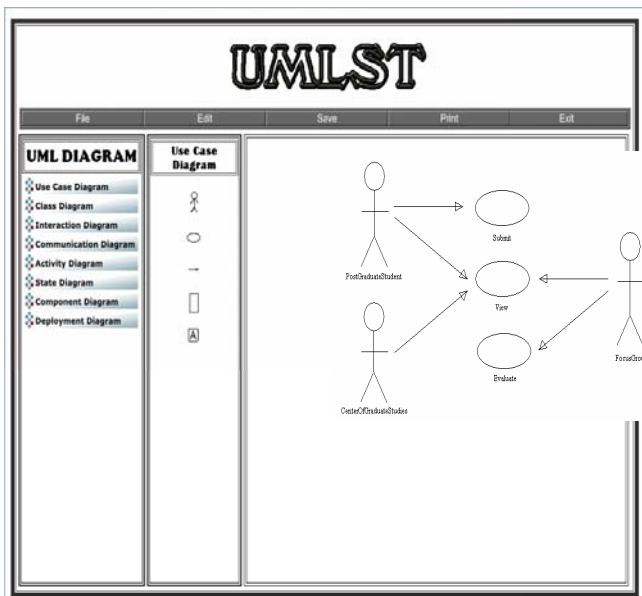 UMLST
File Edit Save Print Exit
UML DIAGRAM
Use Case Diagram
Class Diagram
Interaction Diagram
Communication Diagram
Activity Diagram
State Diagram
Component Diagram
Deployment Diagram
Use Case
Diagram
A
PostGraduateStudent
Submit
View
CenterOfGraduateStudies
Evaluate
FocusGrou